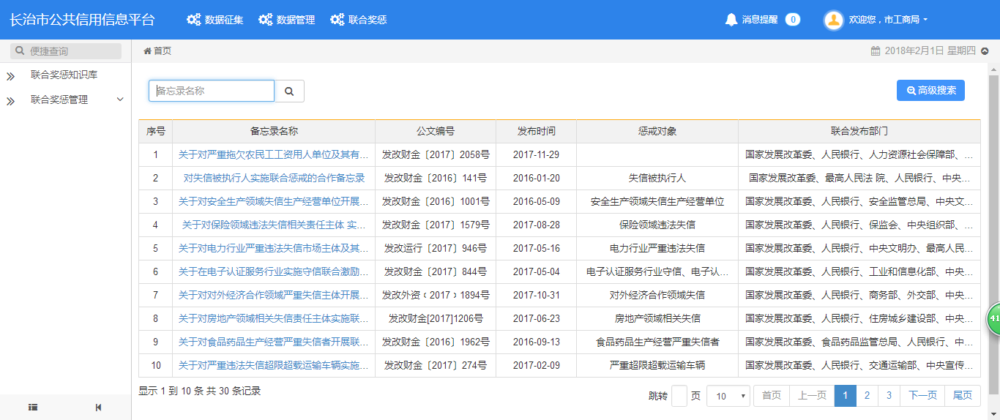 长治市公共信用信息平台 数据征集 数据管理 联合奖惩 消息提醒 0 欢迎您，市工商局
便捷查询 首页 2018年2月1日 星期四
联合奖惩知识库
联合奖惩管理
备忘录名称 高级搜索
序号 备忘录名称 公文编号 发布时间 惩戒对象 联合发布部门
1 关于对严重拖欠农民工工资用人单位及其有... 发改财金〔2017〕2058号 2017-11-29 国家发展改革委、人民银行、人力资源社会保障部、...
2 对失信被执行人实施联合惩戒的合作备忘录 发改财金〔2016〕141号 2016-01-20 失信被执行人 国家发展改革委、最高人民法 院、人民银行、中央...
3 关于对安全生产领域失信生产经营单位开展... 发改财金〔2016〕1001号 2016-05-09 安全生产领域失信生产经营单位 国家发展改革委、人民银行、安全监管总局、中央文...
4 关于对保险领域违法失信相关责任主体 实... 发改财金〔2017〕1579号 2017-08-28 保险领域违法失信 国家发展改革委、人民银行、保监会、中央组织部、...
5 关于对电力行业严重违法失信市场主体及其... 发改运行〔2017〕946号 2017-05-16 电力行业严重违法失信 国家发展改革委、人民银行、中央文明办、最高人民...
6 关于在电子认证服务行业实施守信联合激励... 发改财金〔2017〕844号 2017-05-04 电子认证服务行业守信、电子认... 国家发展改革委、人民银行、工业和信息化部、中央...
7 关于对对外经济合作领域严重失信主体开展... 发改外资﹤2017﹥1894号 2017-10-31 对外经济合作领域失信 国家发展改革委、人民银行、商务部、外交部、中央...
8 关于对房地产领域相关失信责任主体实施联... 发改财金[2017]1206号 2017-06-23 房地产领域相关失信 国家发展改革委、人民银行、住房城乡建设部、中央...
9 关于对食品药品生产经营严重失信者开展联... 发改财金〔2016〕1962号 2016-09-13 食品药品生产经营严重失信者 国家发展改革委、食品药品监管总局、人民银行、中...
10 关于对严重违法失信超限超载运输车辆实施... 发改财金〔2017〕274号 2017-02-09 严重超限超载运输车辆 国家发展改革委、人民银行、交通运输部、中央宣传...
显示 1 到 10 条 共 30 条记录 跳转 页 10 首页 上一页 1 2 3 下一页 尾页
41